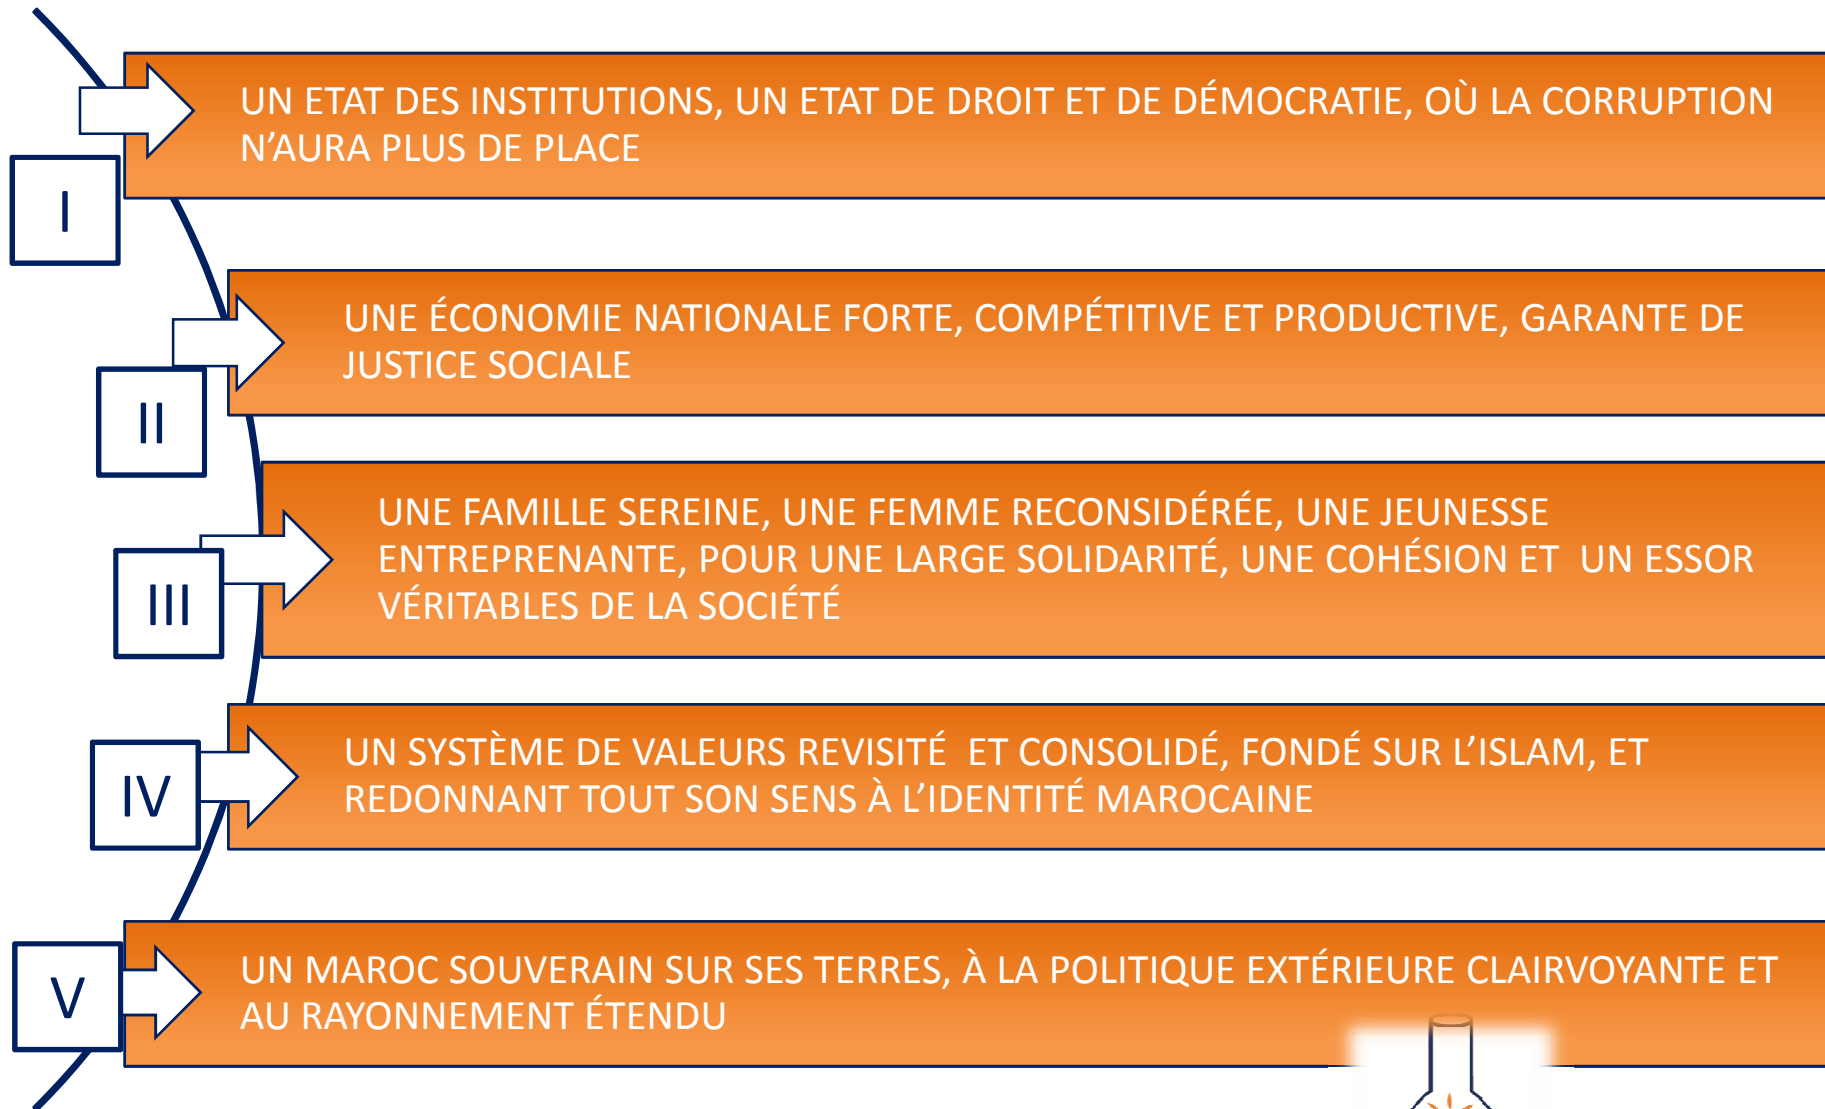 I
UN ETAT DES INSTITUTIONS, UN ETAT DE DROIT ET DE DÉMOCRATIE, OÙ LA CORRUPTION
N’AURA PLUS DE PLACE
II
UNE ÉCONOMIE NATIONALE FORTE, COMPÉTITIVE ET PRODUCTIVE, GARANTE DE
JUSTICE SOCIALE
III
UNE FAMILLE SEREINE, UNE FEMME RECONSIDÉRÉE, UNE JEUNESSE
ENTREPRENANTE, POUR UNE LARGE SOLIDARITÉ, UNE COHÉSION ET UN ESSOR
VÉRITABLES DE LA SOCIÉTÉ
IV
UN SYSTÈME DE VALEURS REVISITÉ ET CONSOLIDÉ, FONDÉ SUR L’ISLAM, ET
REDONNANT TOUT SON SENS À L’IDENTITÉ MAROCAINE
V
UN MAROC SOUVERAIN SUR SES TERRES, À LA POLITIQUE EXTÉRIEURE CLAIRVOYANTE ET
AU RAYONNEMENT ÉTENDU